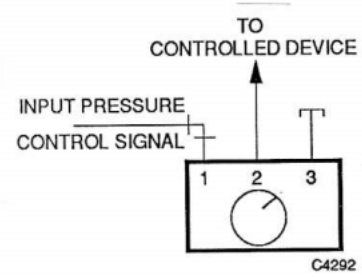 TO
CONTROLLED DEVICE
INPUT PRESSURE
CONTROL SIGNAL
1 2 3
C4292